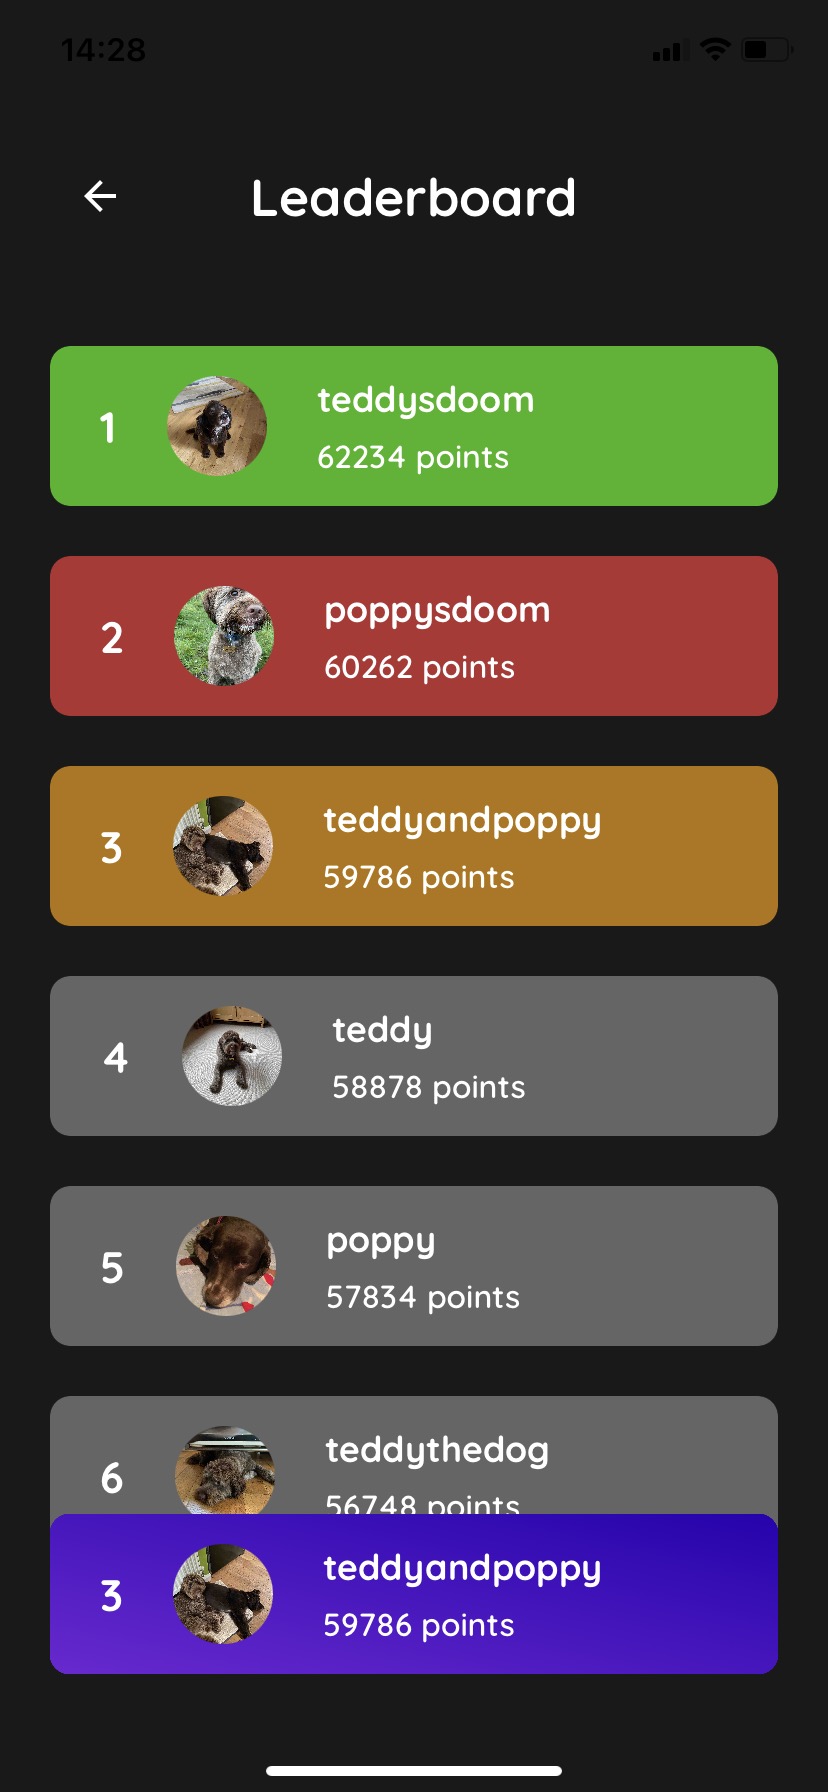 14:28
Leaderboard
1
teddysdoom
62234 points
2
poppysdoom
60262 points
3
teddyandpoppy
59786 points
4
teddy
58878 points
5
poppy
57834 points
6
teddythedog
56748 points
3
teddyandpoppy
59786 points